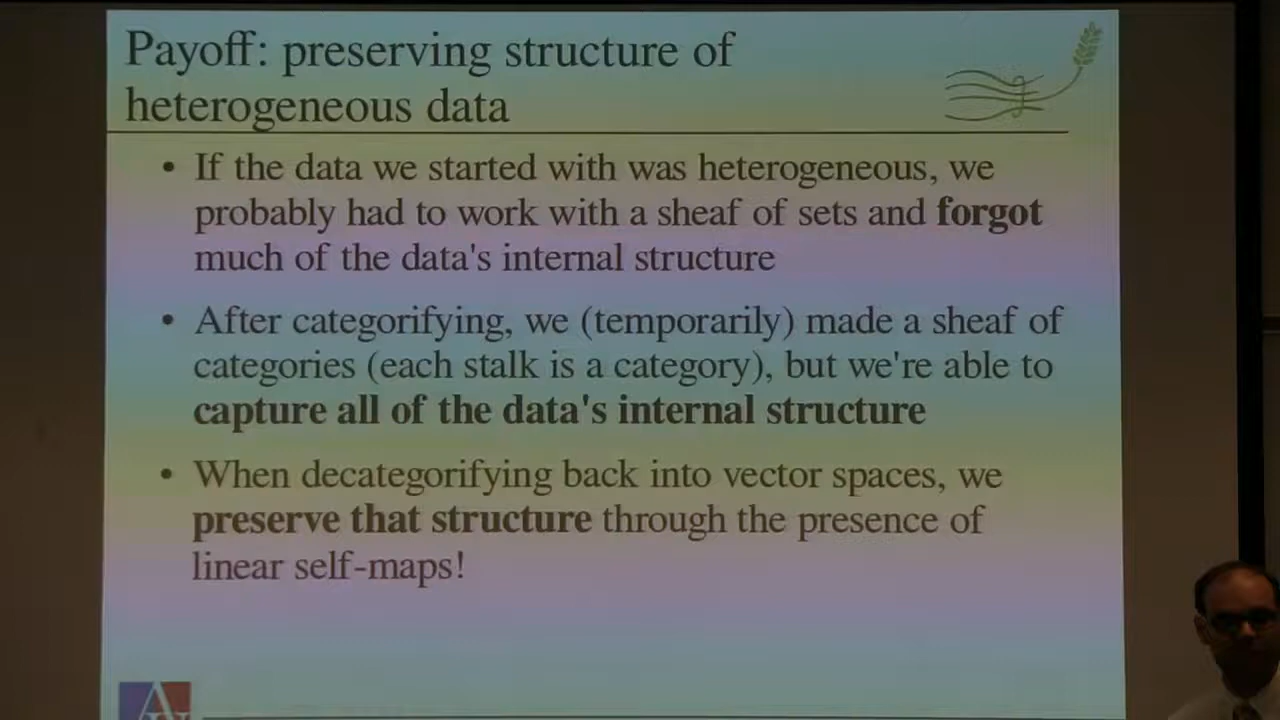 Payoff: preserving structure of
heterogeneous data
• If the data we started with was heterogeneous, we
probably had to work with a sheaf of sets and forgot
much of the data's internal structure
• After categorifying, we (temporarily) made a sheaf of
categories (each stalk is a category), but we're able to
capture all of the data's internal structure
• When decategorifying back into vector spaces, we
preserve that structure through the presence of
linear self-maps!